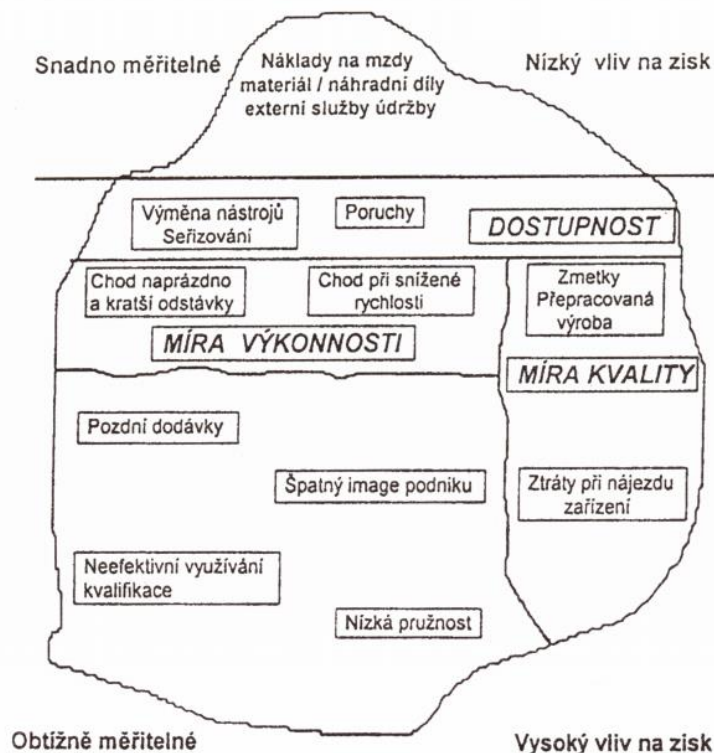 Snadno měřitelné
Náklady na mzdy
materiál / náhradní díly
externí služby údržby
Nízký vliv na zisk
Výměna nástrojů
Seřizování
Poruchy
DOSTUPNOST
Chod naprázdno
a kratší odstávky
Chod při snížené
rychlosti
Zmetky
Přepracovaná
výroba
MÍRA VÝKONNOSTI
MÍRA KVALITY
Pozdní dodávky
Špatný image podniku
Ztráty při nájezdu
zařízení
Neefektivní využívání
kvalifikace
Nízká pružnost
Obtížně měřitelné
Vysoký vliv na zisk